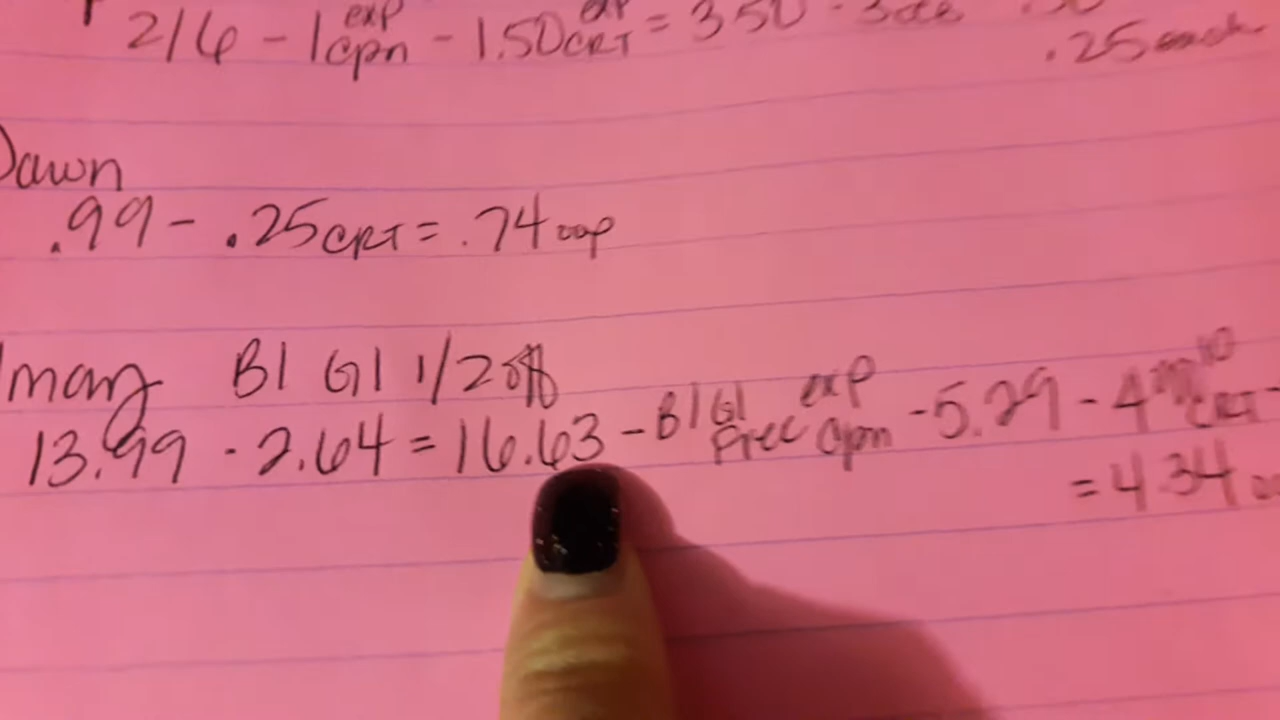 2/6 - 1 cpn exp - 1.50 CRT exp = 3.50 - 3
.25 each
Dawn
.99 - .25 CRT = .74 oop
B1 G1 1/2 off
13.99 - 2.64 = 16.63 - B1G1 Free cpn exp - 5.29 - 4 CRT
= 4.34